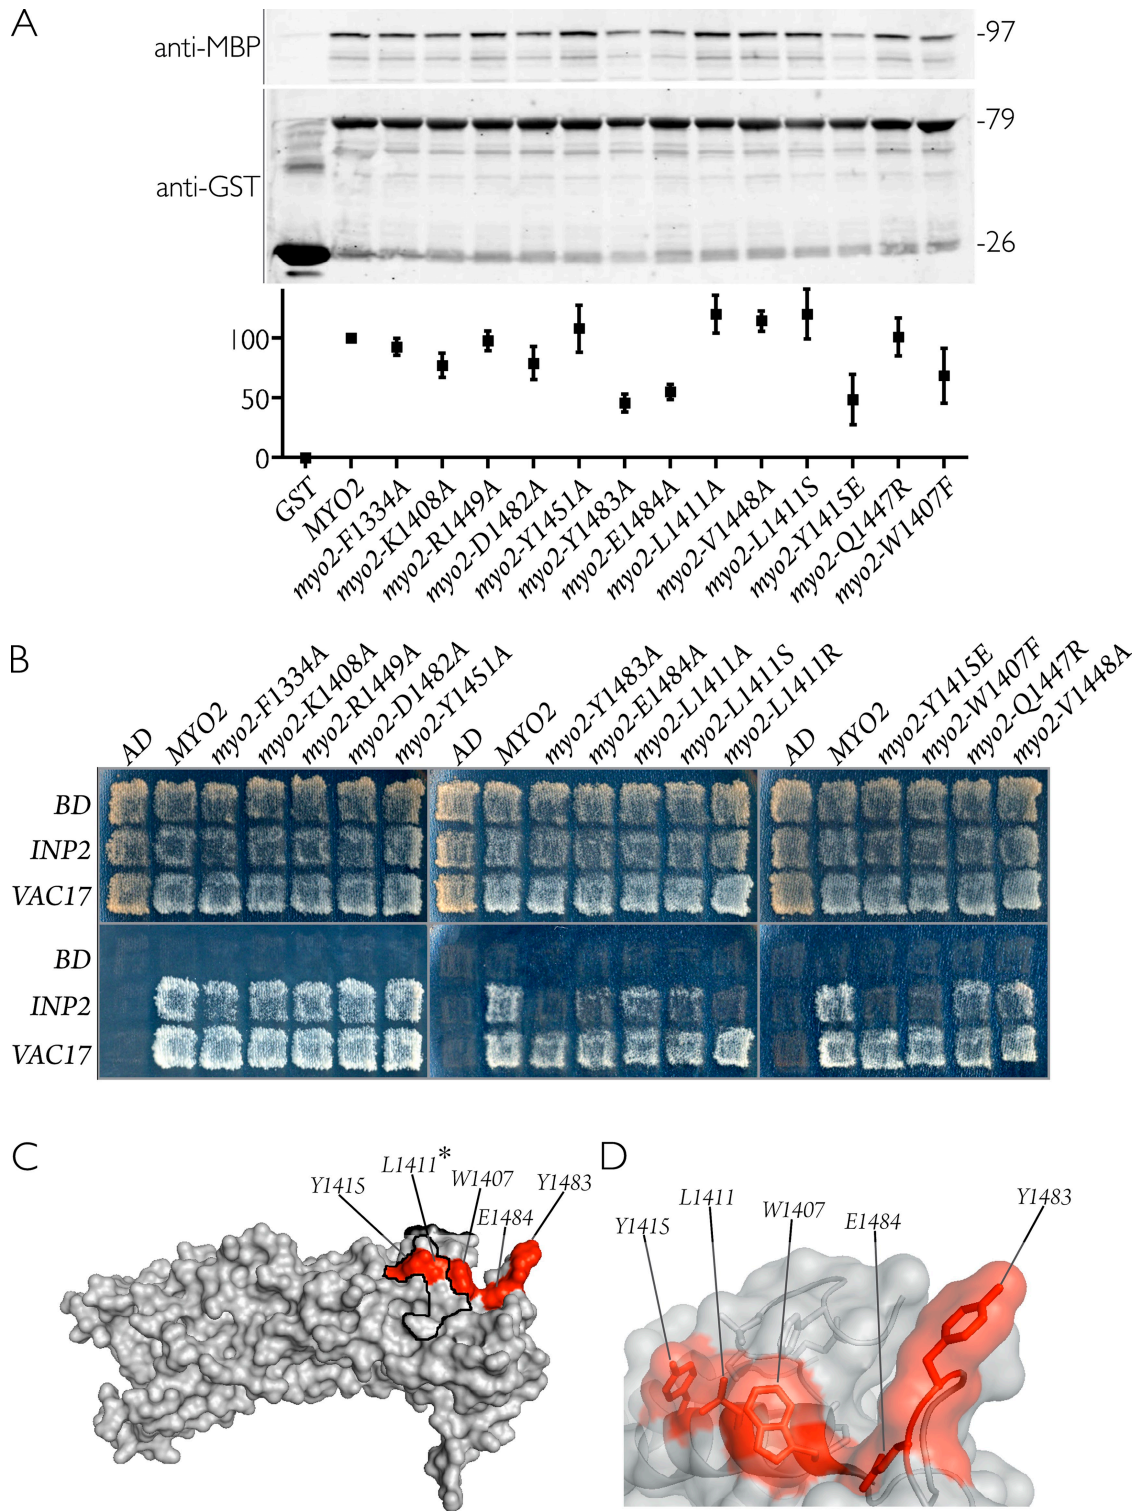 A
anti-MBP
-97
-79
anti-GST
-26
100
50
0
GST
MYO2
myo2-F1334A
myo2-K1408A
myo2-R1449A
myo2-D1482A
myo2-Y1451A
myo2-Y1483A
myo2-E1484A
myo2-L1411A
myo2-V1448A
myo2-L1411S
myo2-Y1415E
myo2-Q1447R
myo2-W1407F
B
AD
MYO2
myo2-F1334A
myo2-K1408A
myo2-R1449A
myo2-D1482A
myo2-Y1451A
AD
MYO2
myo2-Y1483A
myo2-E1484A
myo2-L1411A
myo2-L1411S
myo2-L1411R
AD
MYO2
myo2-Y1415E
myo2-W1407F
myo2-Q1447R
myo2-V1448A
BD
INP2
VAC17
BD
INP2
VAC17
C
Y1415
L1411*
W1407
E1484
Y1483
D
Y1415
L1411
W1407
E1484
Y1483